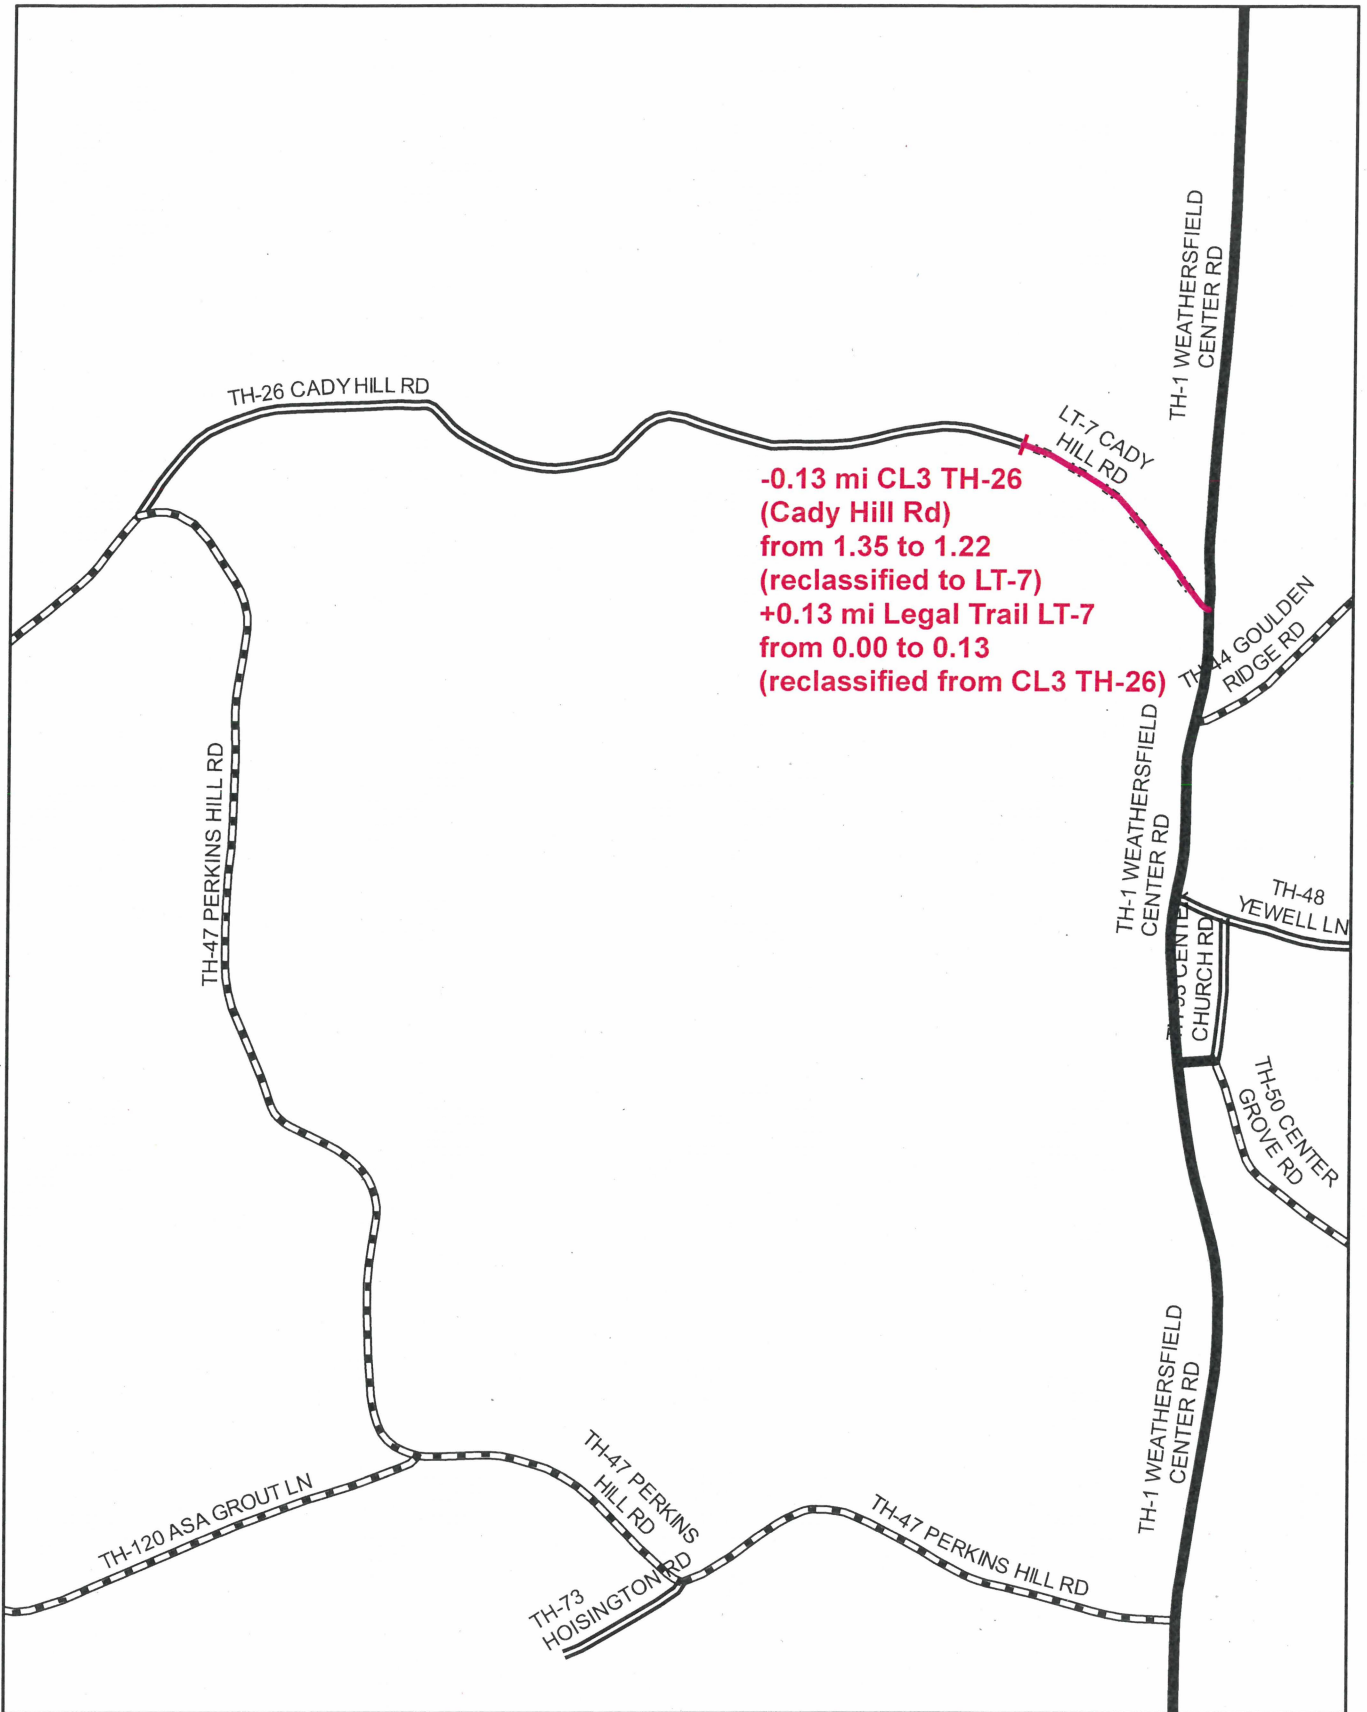 TH-1 WEATHERSFIELD
CENTER RD
TH-26 CADY HILL RD
LT-7 CADY
HILL RD
-0.13 mi CL3 TH-26
(Cady Hill Rd)
from 1.35 to 1.22
(reclassified to LT-7)
+0.13 mi Legal Trail LT-7
from 0.00 to 0.13
(reclassified from CL3 TH-26)
TH-44 GOULDEN
RIDGE RD
TH-1 WEATHERSFIELD
CENTER RD
TH-47 PERKINS HILL RD
TH-48
YEWELL LN
CENTER
CHURCH RD
TH-50 CENTER
GROVE RD
TH-1 WEATHERSFIELD
CENTER RD
TH-47 PERKINS
HILL RD
TH-120 ASA GROUT LN
TH-47 PERKINS HILL RD
TH-73
HOISINGTON RD